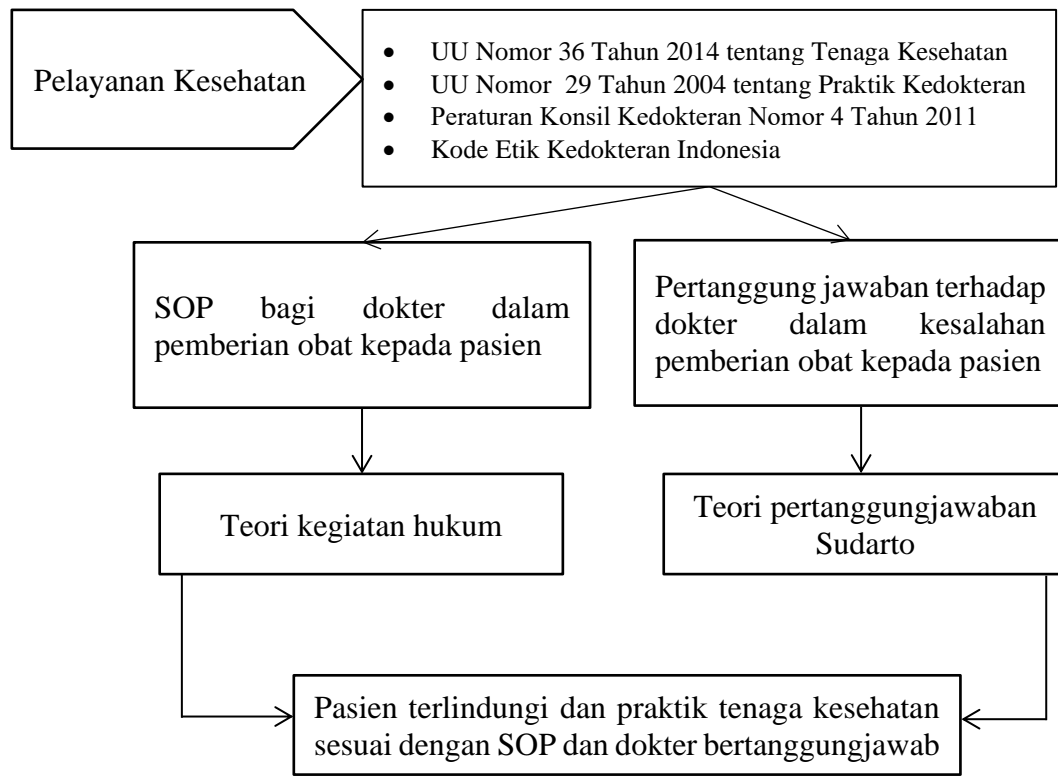 Pelayanan Kesehatan
• UU Nomor 36 Tahun 2014 tentang Tenaga Kesehatan
• UU Nomor 29 Tahun 2004 tentang Praktik Kedokteran
• Peraturan Konsil Kedokteran Nomor 4 Tahun 2011
• Kode Etik Kedokteran Indonesia
SOP bagi dokter dalam
pemberian obat kepada pasien
Pertanggung jawaban terhadap
dokter dalam kesalahan
pemberian obat kepada pasien
Teori kegiatan hukum
Teori pertanggungjawaban
Sudarto
Pasien terlindungi dan praktik tenaga kesehatan
sesuai dengan SOP dan dokter bertanggungjawab